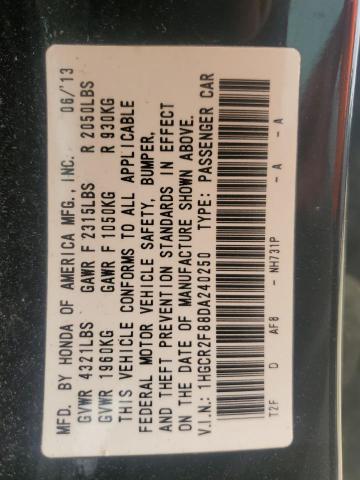 MFD. BY HONDA OF AMERICA MFG., INC. 06/'13
GVWR 4321LBS GAWR F 2315LBS R 2050LBS
GVWR 1960KG GAWR F 1050KG R 930KG
THIS VEHICLE CONFORMS TO ALL APPLICABLE
FEDERAL MOTOR VEHICLE SAFETY, BUMPER,
AND THEFT PREVENTION STANDARDS IN EFFECT
ON THE DATE OF MANUFACTURE SHOWN ABOVE.
V.I.N.: 1HGCR2F88DA240250 TYPE: PASSENGER CAR
T2F D AF8 - NH731P - A - A